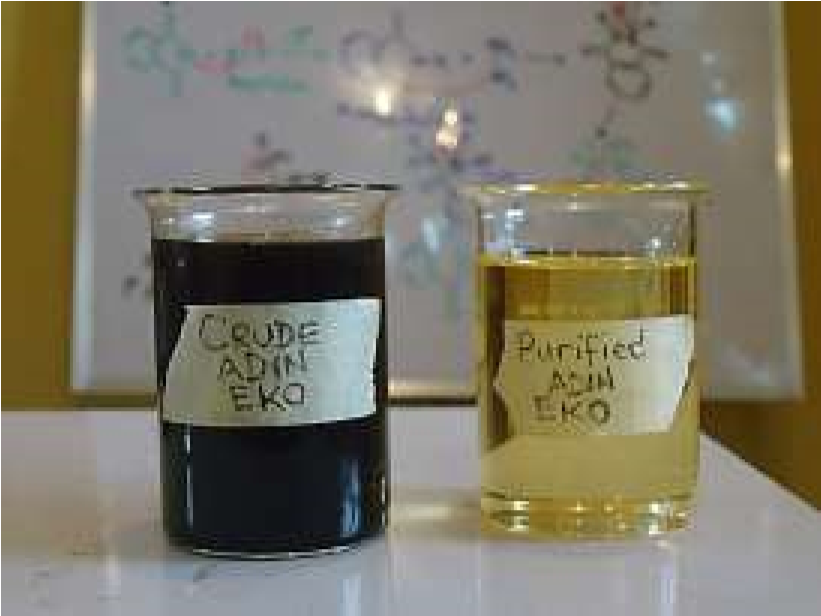 CRUDE
ADIN
EKO
Purified
ADIN
EKO